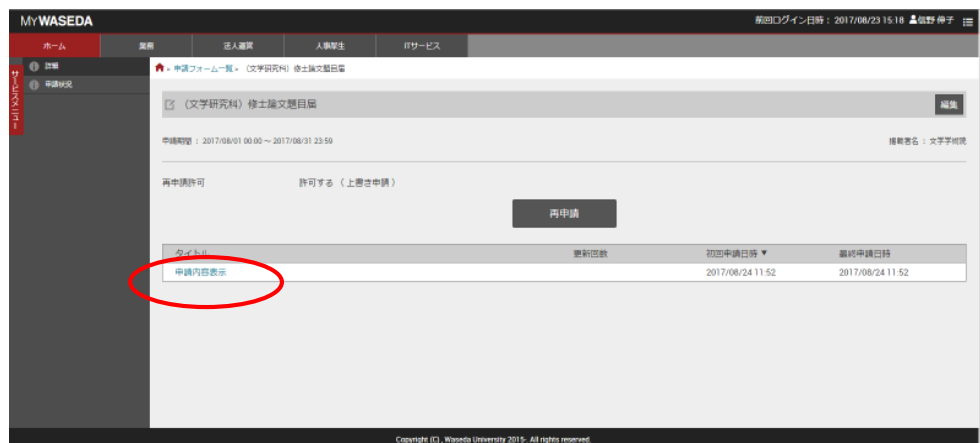 MYWASEDA
前回ログイン日時： 2017/08/23 15:18 信野 伸子
ホーム 業務 法人運営 人事厚生 ITサービス
サービスメニュー
詳細
申請状況
» 申請フォーム一覧» （文学研究科）修士論文題目届
（文学研究科）修士論文題目届 編集
申請期間 ： 2017/08/01 00:00 ～ 2017/08/31 23:59 掲載箇所名 ： 文学学術院
再申請許可 許可する（上書き申請）
再申請
タイトル 更新回数 初回申請日時 ▼ 最終申請日時
申請内容表示 2017/08/24 11:52 2017/08/24 11:52
Copyright (C) , Waseda University 2015- All rights reserved.